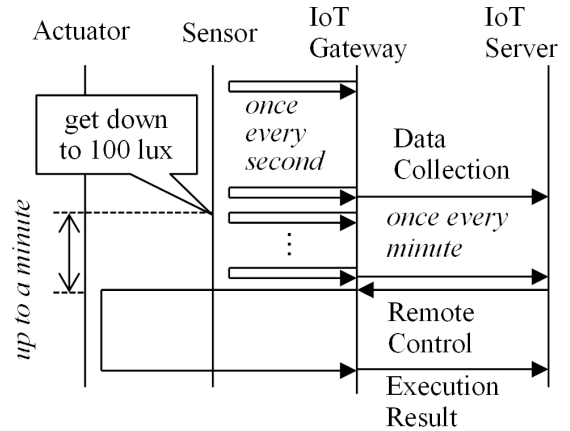 Actuator
Sensor
IoT
Gateway
IoT
Server
get down
to 100 lux
once
every
second
Data
Collection
once every
minute
up to a minute
Remote
Control
Execution
Result